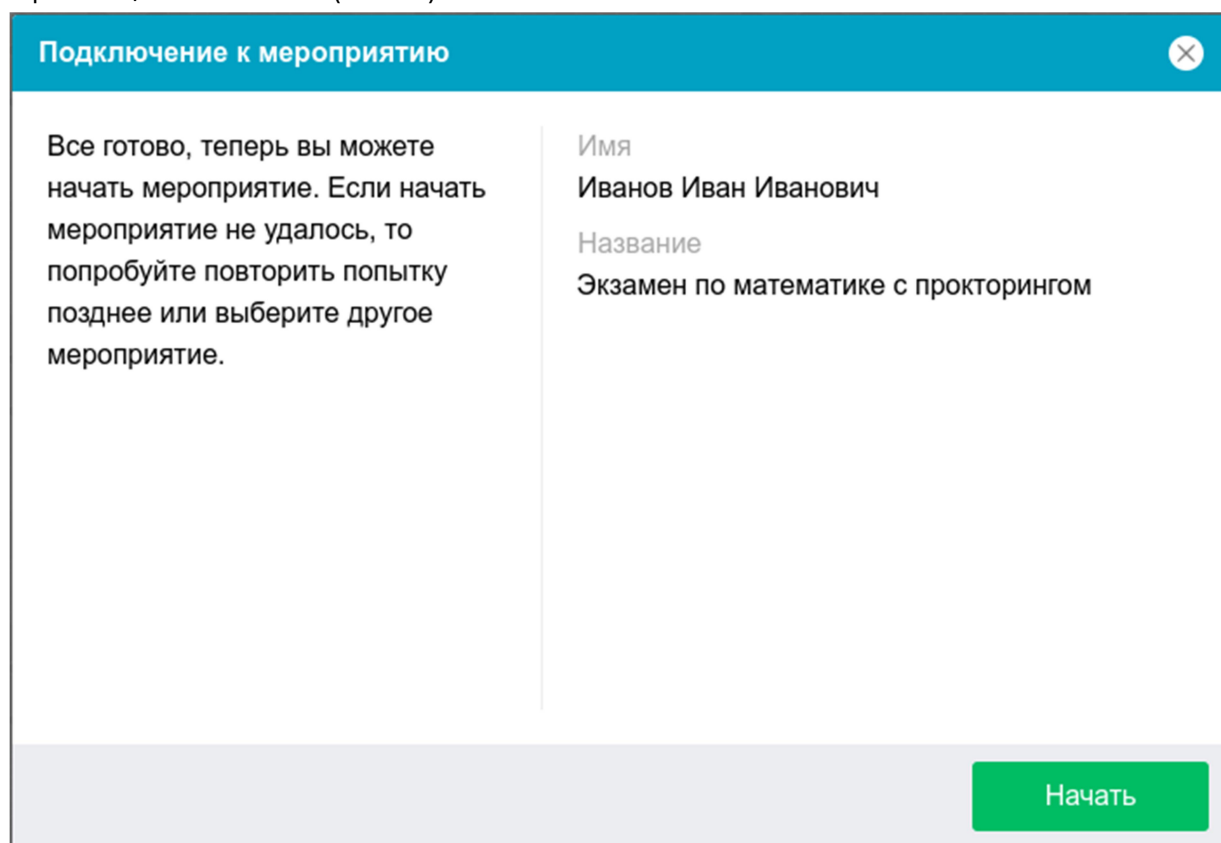 Подключение к мероприятию
Все готово, теперь вы можете
начать мероприятие. Если начать
мероприятие не удалось, то
попробуйте повторить попытку
позднее или выберите другое
мероприятие.
Имя
Иванов Иван Иванович
Название
Экзамен по математике с прокторингом
Начать